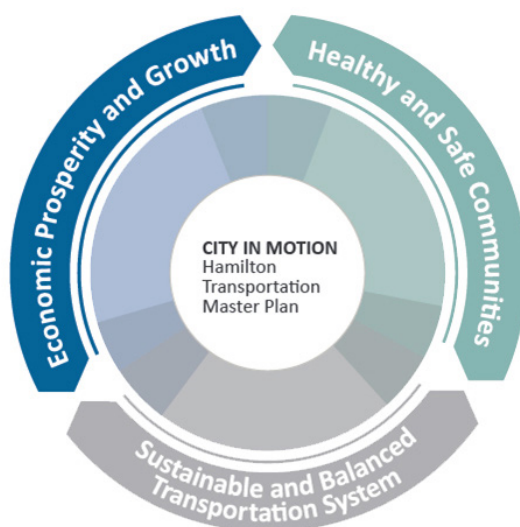 Economic Prosperity and Growth
Healthy and Safe Communities
CITY IN MOTION
Hamilton
Transportation
Master Plan
Sustainable and Balanced
Transportation System